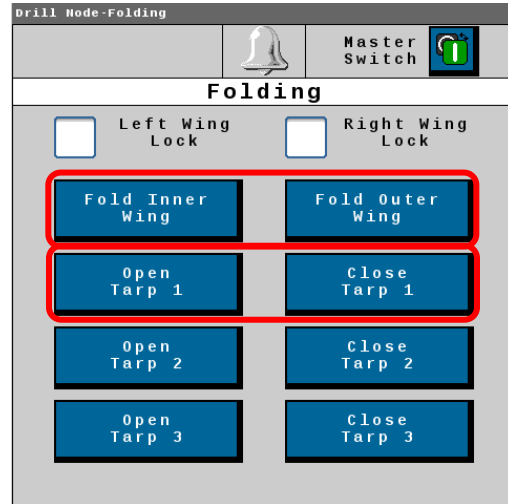 Drill Node-Folding
Master
Switch
Folding
Left Wing
Lock
Right Wing
Lock
Fold Inner
Wing
Fold Outer
Wing
Open
Tarp 1
Close
Tarp 1
Open
Tarp 2
Close
Tarp 2
Open
Tarp 3
Close
Tarp 3